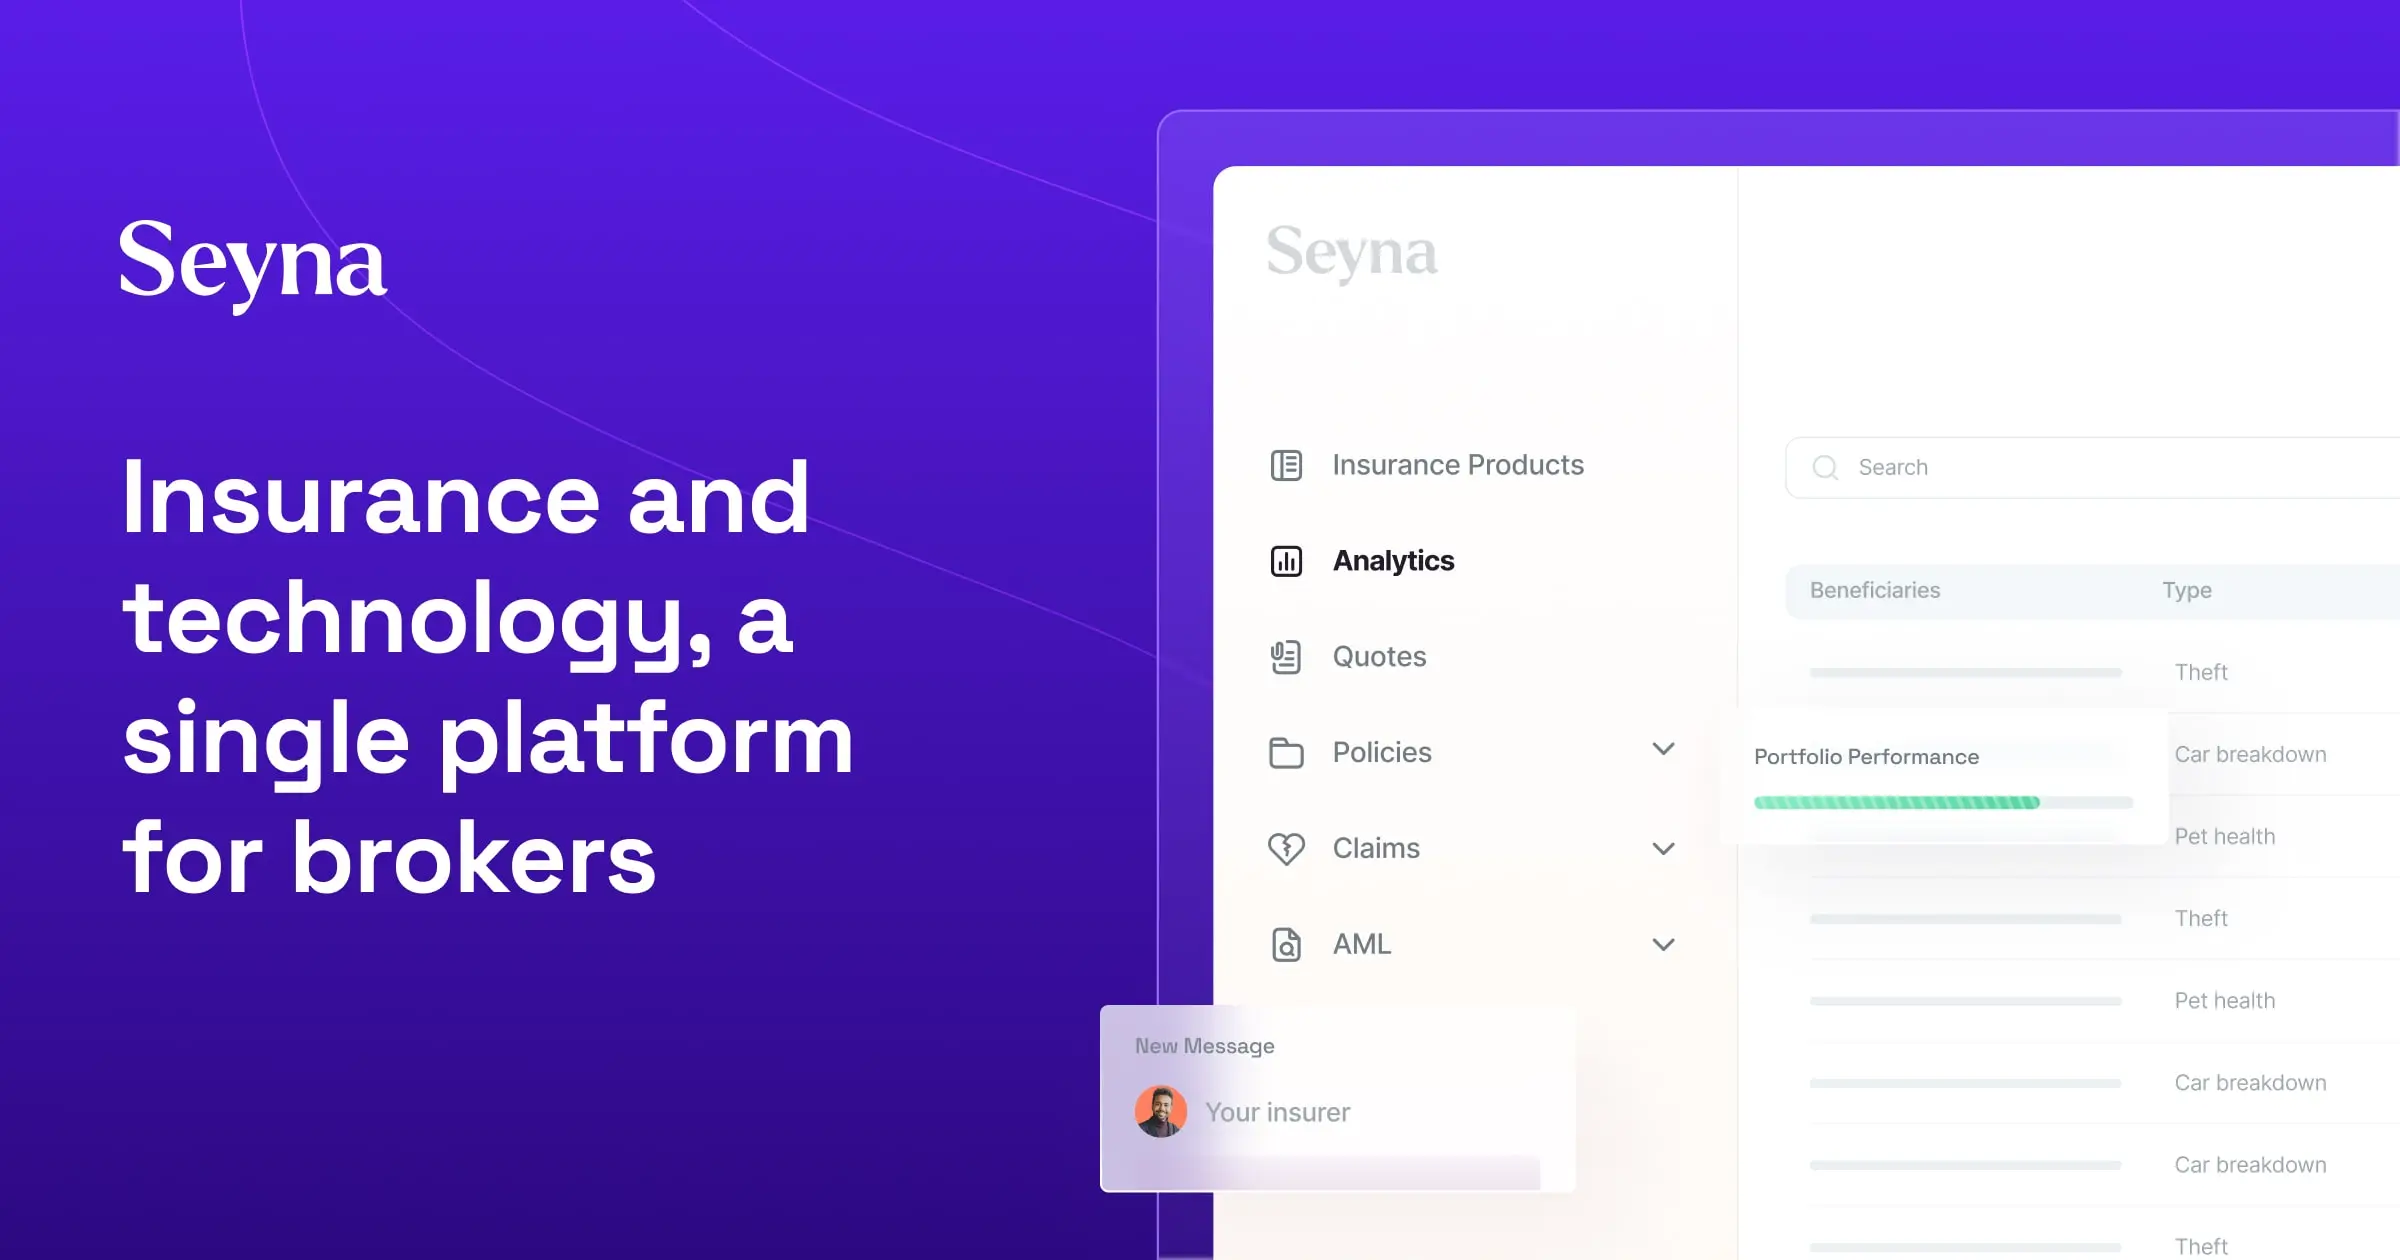 Seyna
Insurance and
technology, a
single platform
for brokers
Seyna
Insurance Products
Analytics
Quotes
Policies
Claims
AML
New Message
Your insurer
Search
Beneficiaries Type
Theft
Portfolio Performance
Car breakdown
Pet health
Theft
Pet health
Car breakdown
Car breakdown
Theft